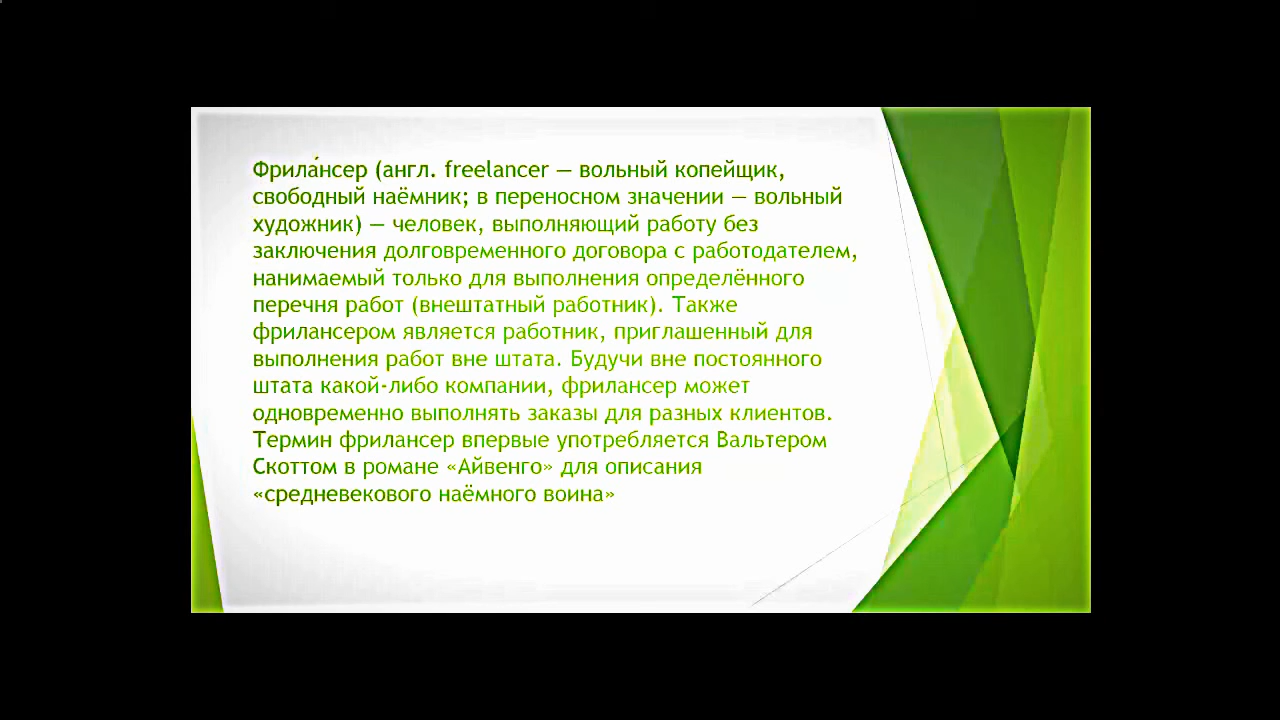 Фрила́нсер (англ. freelancer — вольный копейщик,
свободный наёмник; в переносном значении — вольный
художник) — человек, выполняющий работу без
заключения долговременного договора с работодателем,
нанимаемый только для выполнения определённого
перечня работ (внештатный работник). Также
фрилансером является работник, приглашенный для
выполнения работ вне штата. Будучи вне постоянного
штата какой-либо компании, фрилансер может
одновременно выполнять заказы для разных клиентов.
Термин фрилансер впервые употребляется Вальтером
Скоттом в романе «Айвенго» для описания
«средневекового наёмного воина»